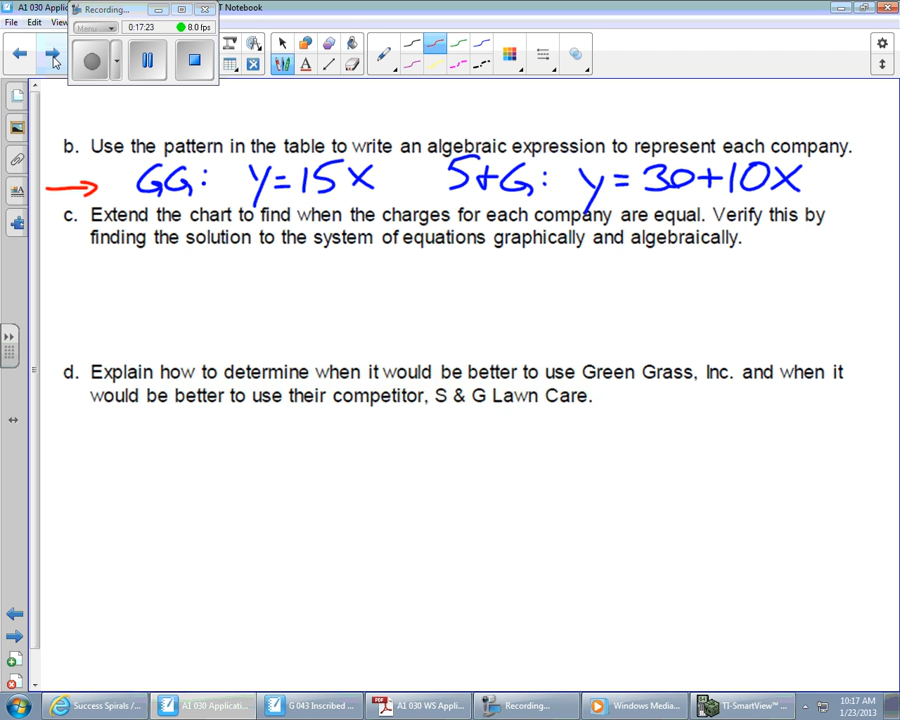 A1 030 Applic
Recording...
T Notebook
File Edit View
Menu
0:17:23
8.0 fps
b. Use the pattern in the table to write an algebraic expression to represent each company.
GG: y=15x S+G: y=30+10x
c. Extend the chart to find when the charges for each company are equal. Verify this by
finding the solution to the system of equations graphically and algebraically.
d. Explain how to determine when it would be better to use Green Grass, Inc. and when it
would be better to use their competitor, S & G Lawn Care.
Success Spirals /...
A1 030 Applicati...
G 043 Inscribed ...
A1 030 WS Appli...
Recording...
Windows Media...
TI-SmartView™ ...
10:17 AM
1/23/2013